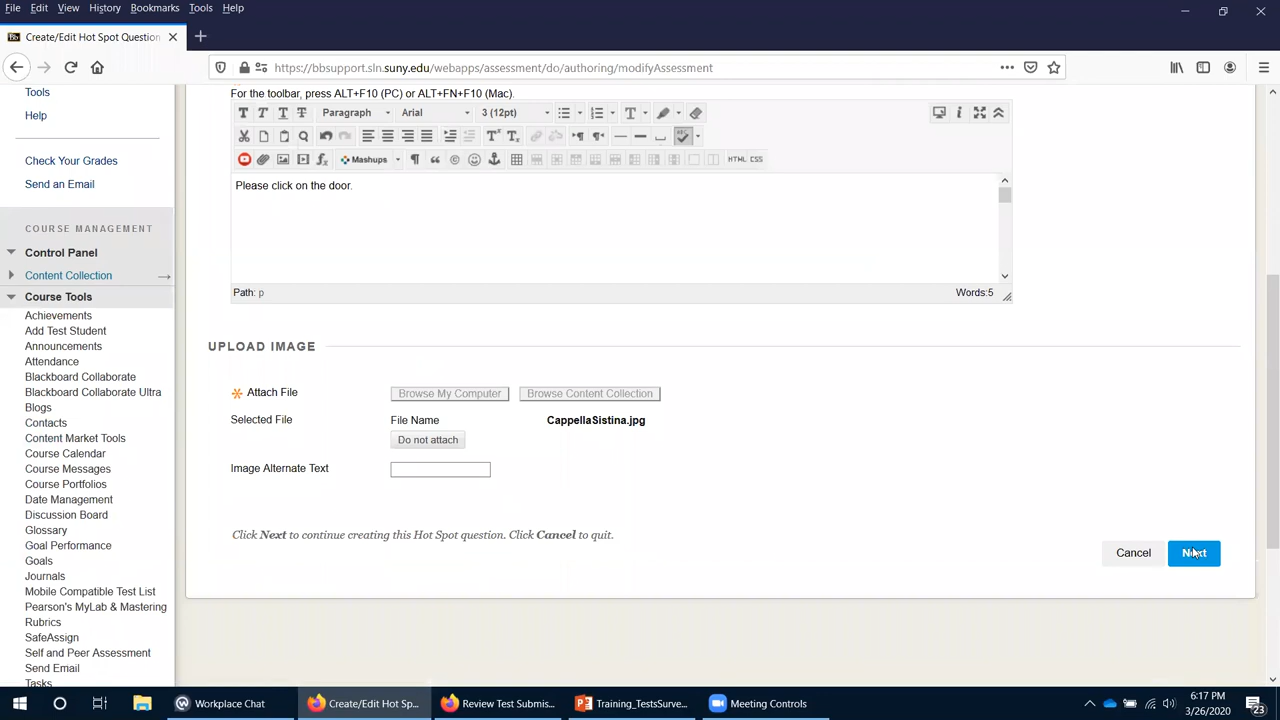 File Edit View History Bookmarks Tools Help
Create/Edit Hot Spot Question
https://bbsupport.sln.suny.edu/webapps/assessment/do/authoring/modifyAssessment
Tools
Help
Check Your Grades
Send an Email
COURSE MANAGEMENT
Control Panel
Content Collection
Course Tools
Achievements
Add Test Student
Announcements
Attendance
Blackboard Collaborate
Blackboard Collaborate Ultra
Blogs
Contacts
Content Market Tools
Course Calendar
Course Messages
Course Portfolios
Date Management
Discussion Board
Glossary
Goal Performance
Goals
Journals
Mobile Compatible Test List
Pearson's MyLab & Mastering
Rubrics
SafeAssign
Self and Peer Assessment
Send Email
Tasks
For the toolbar, press ALT+F10 (PC) or ALT+FN+F10 (Mac).
T T T T Paragraph Arial 3 (12pt) T
Mashups HTML CSS
Please click on the door.
Path: p Words:5
UPLOAD IMAGE
Attach File Browse My Computer Browse Content Collection
Selected File File Name CappellaSistina.jpg
Do not attach
Image Alternate Text
Click Next to continue creating this Hot Spot question. Click Cancel to quit.
Cancel Next
Workplace Chat Create/Edit Hot Sp... Review Test Submis... Training_TestsSurve... Meeting Controls
6:17 PM
3/26/2020
23